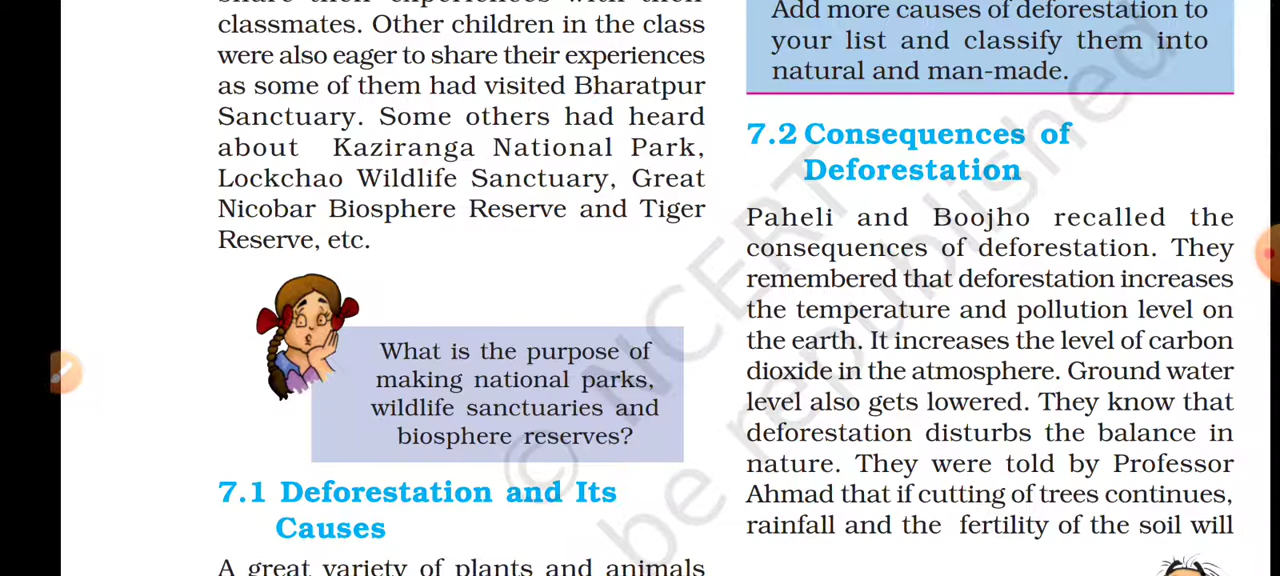 share their experiences with their
classmates. Other children in the class
were also eager to share their experiences
as some of them had visited Bharatpur
Sanctuary. Some others had heard
about Kaziranga National Park,
Lockchao Wildlife Sanctuary, Great
Nicobar Biosphere Reserve and Tiger
Reserve, etc.
What is the purpose of
making national parks,
wildlife sanctuaries and
biosphere reserves?
7.1 Deforestation and Its
Causes
A great variety of plants and animals
Add more causes of deforestation to
your list and classify them into
natural and man-made.
7.2 Consequences of
Deforestation
Paheli and Boojho recalled the
consequences of deforestation. They
remembered that deforestation increases
the temperature and pollution level on
the earth. It increases the level of carbon
dioxide in the atmosphere. Ground water
level also gets lowered. They know that
deforestation disturbs the balance in
nature. They were told by Professor
Ahmad that if cutting of trees continues,
rainfall and the fertility of the soil will
© NCERT
be republished